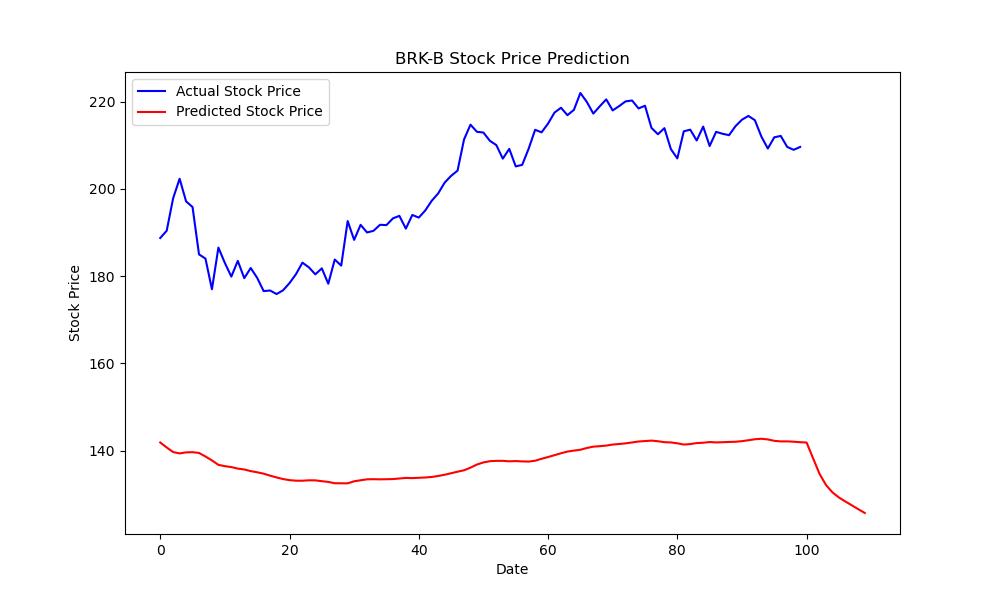 BRK-B Stock Price Prediction
Actual Stock Price
Predicted Stock Price
Stock Price
220
200
180
160
140
0 20 40 60 80 100
Date